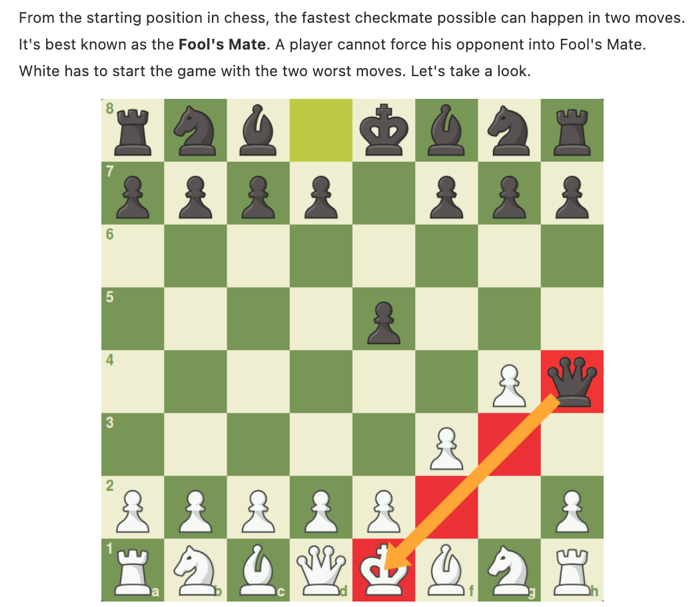 From the starting position in chess, the fastest checkmate possible can happen in two moves.
It's best known as the Fool's Mate. A player cannot force his opponent into Fool's Mate.
White has to start the game with the two worst moves. Let's take a look.
8
7
6
5
4
3
2
1
a b c d f g h